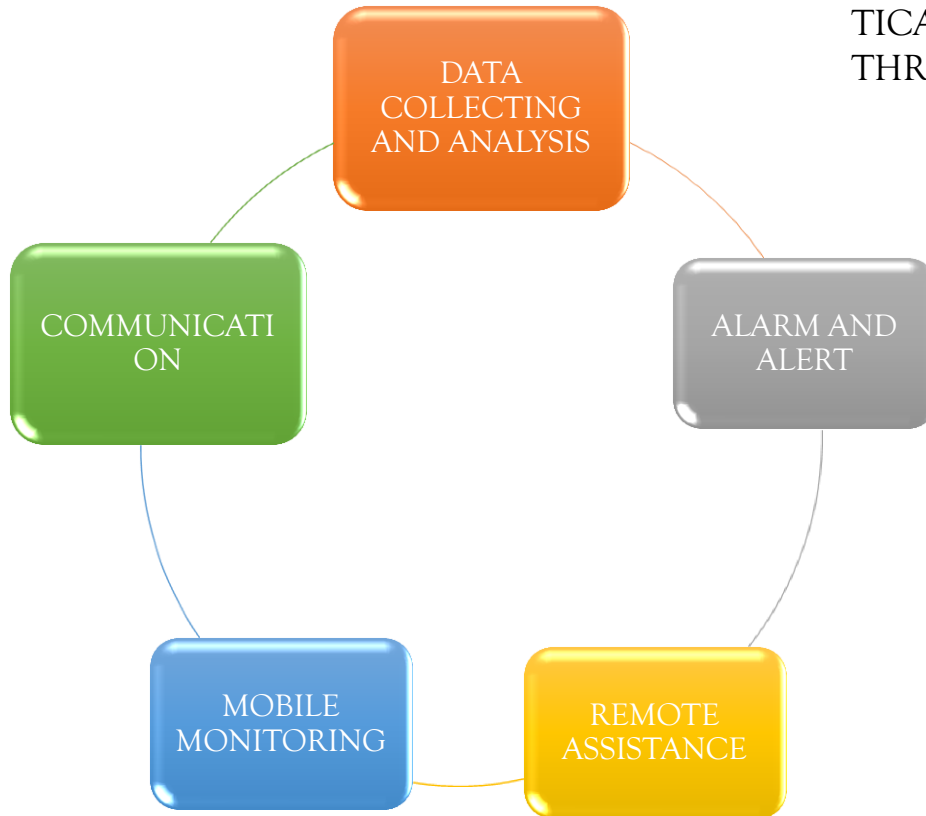 TICA
THR
DATA
COLLECTING
AND ANALYSIS
COMMUNICATI
ON
ALARM AND
ALERT
MOBILE
MONITORING
REMOTE
ASSISTANCE